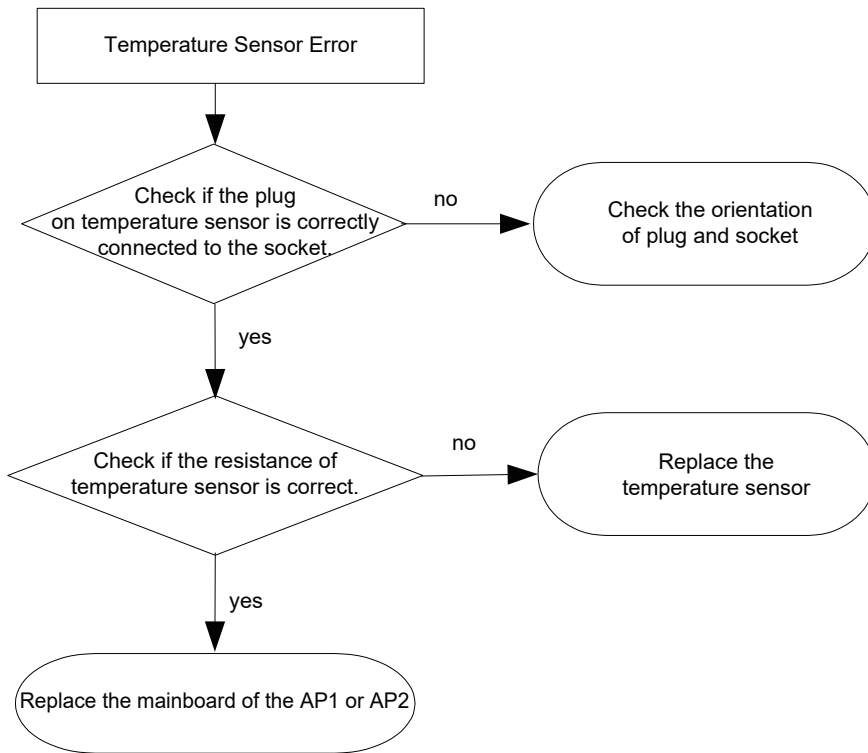 Temperature Sensor Error
Check if the plug
on temperature sensor is correctly
connected to the socket.
no
Check the orientation
of plug and socket
yes
Check if the resistance of
temperature sensor is correct.
no
Replace the
temperature sensor
yes
Replace the mainboard of the AP1 or AP2